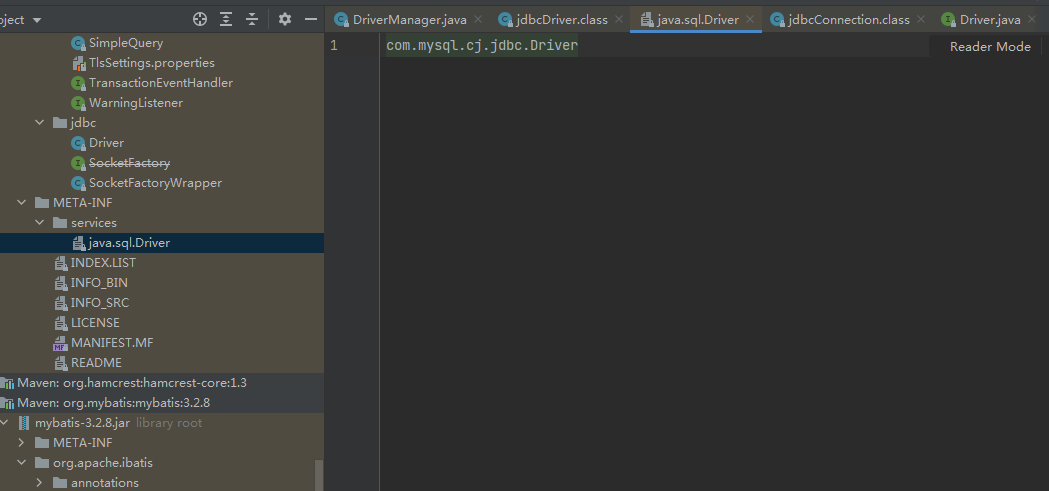 oject
SimpleQuery
TlsSettings.properties
TransactionEventHandler
WarningListener
jdbc
Driver
SocketFactory
SocketFactoryWrapper
META-INF
services
java.sql.Driver
INDEX.LIST
INFO_BIN
INFO_SRC
LICENSE
MANIFEST.MF
README
Maven: org.hamcrest:hamcrest-core:1.3
Maven: org.mybatis:mybatis:3.2.8
mybatis-3.2.8.jar library root
META-INF
org.apache.ibatis
annotations
DriverManager.java jdbcDriver.class java.sql.Driver jdbcConnection.class Driver.java
1 com.mysql.cj.jdbc.Driver
Reader Mode